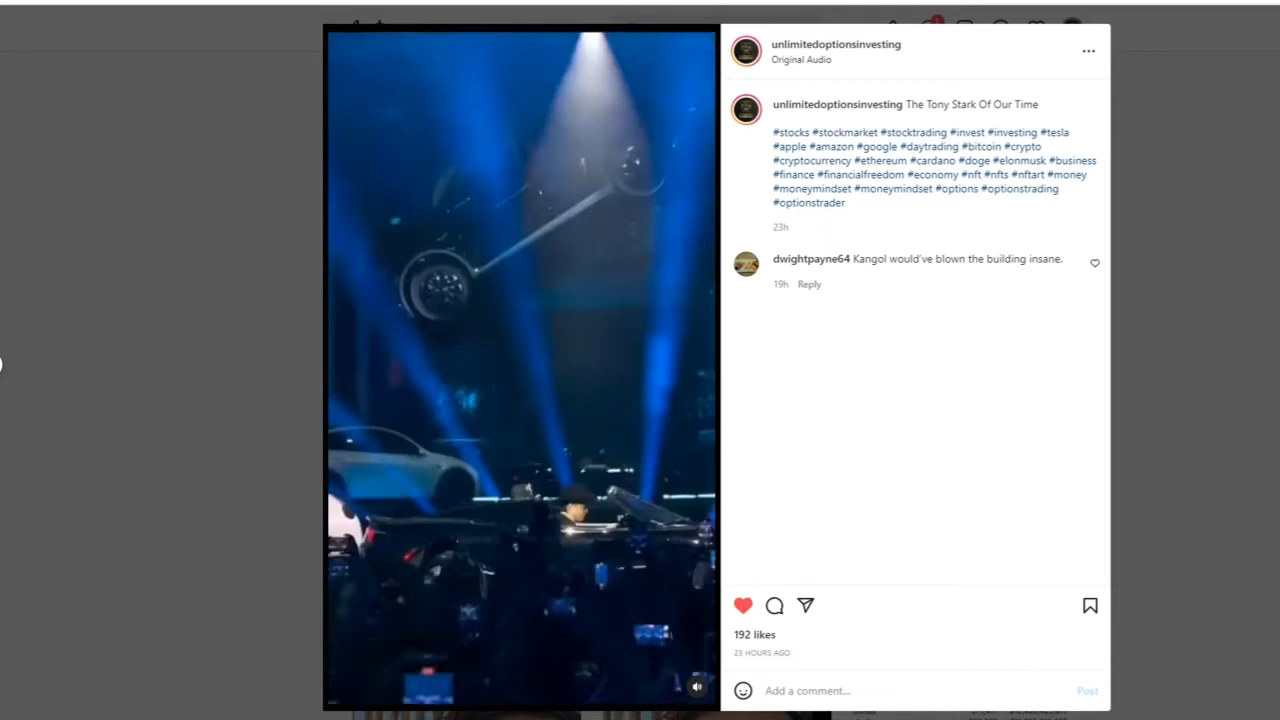 unlimitedoptionsinvesting
Original Audio
unlimitedoptionsinvesting The Tony Stark Of Our Time
#stocks #stockmarket #stocktrading #invest #investing #tesla
#apple #amazon #google #daytrading #bitcoin #crypto
#cryptocurrency #ethereum #cardano #doge #elonmusk #business
#finance #financialfreedom #economy #nft #nfts #nftart #money
#moneymindset #moneymindset #options #optionstrading
#optionstrader
23h
dwightpayne64 Kangol would've blown the building insane.
19h Reply
192 likes
23 HOURS AGO
Add a comment...
Post